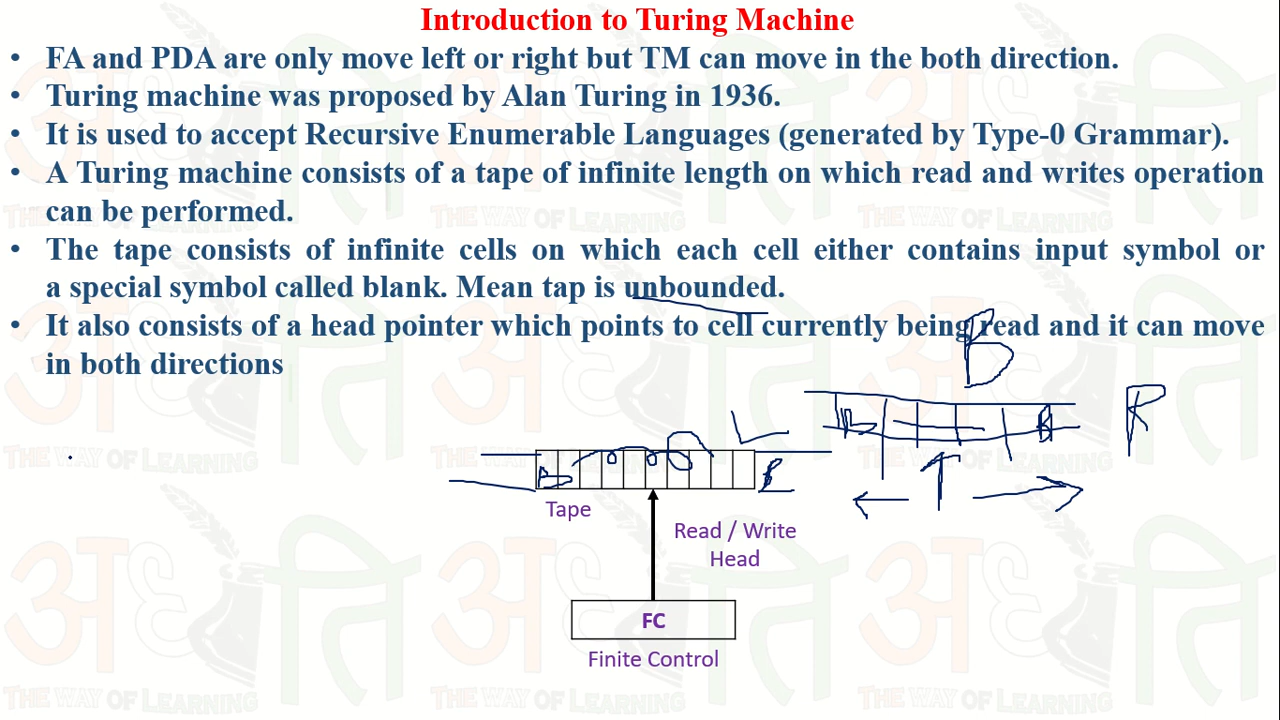 Introduction to Turing Machine
• FA and PDA are only move left or right but TM can move in the both direction.
• Turing machine was proposed by Alan Turing in 1936.
• It is used to accept Recursive Enumerable Languages (generated by Type-0 Grammar).
• A Turing machine consists of a tape of infinite length on which read and writes operation
can be performed.
• The tape consists of infinite cells on which each cell either contains input symbol or
a special symbol called blank. Mean tap is unbounded.
• It also consists of a head pointer which points to cell currently being read and it can move
in both directions
B
R
L
B
B
Tape
Read / Write
Head
FC
Finite Control
अ
ति
THE WAY OF LEARNING